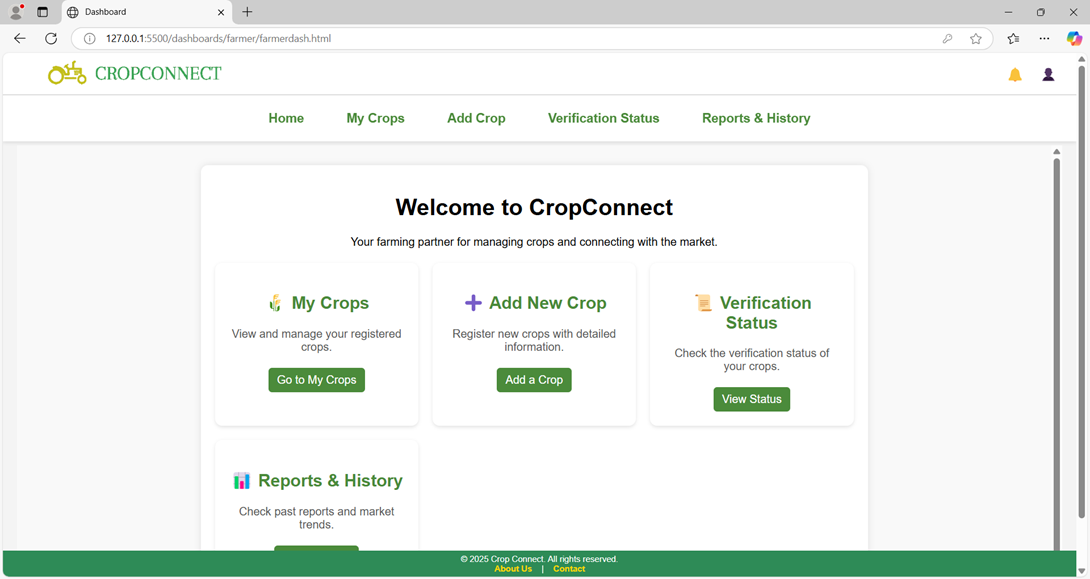 Dashboard
127.0.0.1:5500/dashboards/farmer/farmerdash.html
CROPCONNECT
Home My Crops Add Crop Verification Status Reports & History
Welcome to CropConnect
Your farming partner for managing crops and connecting with the market.
My Crops
View and manage your registered
crops.
Go to My Crops
Add New Crop
Register new crops with detailed
information.
Add a Crop
Verification
Status
Check the verification status of
your crops.
View Status
Reports & History
Check past reports and market
trends.
© 2025 Crop Connect. All rights reserved.
About Us | Contact